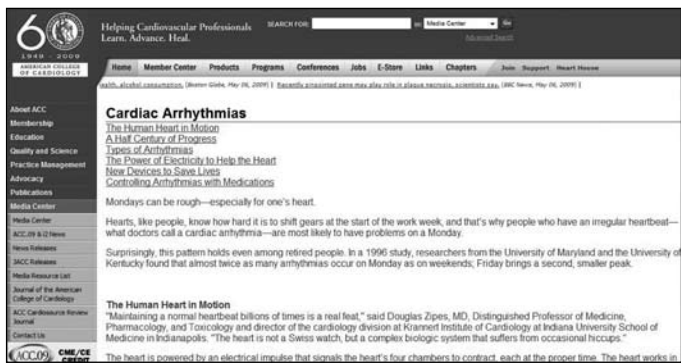 60
1949 - 2009
AMERICAN COLLEGE
OF CARDIOLOGY
Helping Cardiovascular Professionals
Learn. Advance. Heal.
SEARCH FOR: in Media Center Go
Advanced Search
Home Member Center Products Programs Conferences Jobs E-Store Links Chapters Join Support Heart House
alcohol consumption, (Boston Globe, May 06, 2009) | Recently pinpointed gene may play role in plaque necrosis, scientists say, (BBC News, May 06, 2009) |
About ACC
Membership
Education
Quality and Science
Practice Management
Advocacy
Publications
Media Center
Media Center
ACC.09 & i2 News
News Releases
JACC Releases
Media Resource List
Journal of the American
College of Cardiology
ACC Cardiosource Review
Journal
Contact Us
ACC.09 CME/CE
CREDIT
Cardiac Arrhythmias
The Human Heart in Motion
A Half Century of Progress
Types of Arrhythmias
The Power of Electricity to Help the Heart
New Devices to Save Lives
Controlling Arrhythmias with Medications
Mondays can be rough—especially for one's heart.
Hearts, like people, know how hard it is to shift gears at the start of the work week, and that's why people who have an irregular heartbeat—
what doctors call a cardiac arrhythmia—are most likely to have problems on a Monday.
Surprisingly, this pattern holds even among retired people. In a 1996 study, researchers from the University of Maryland and the University of
Kentucky found that almost twice as many arrhythmias occur on Monday as on weekends; Friday brings a second, smaller peak.
The Human Heart in Motion
"Maintaining a normal heartbeat billions of times is a real feat," said Douglas Zipes, MD, Distinguished Professor of Medicine,
Pharmacology, and Toxicology and director of the cardiology division at Krannert Institute of Cardiology at Indiana University School of
Medicine in Indianapolis. "The heart is not a Swiss watch, but a complex biologic system that suffers from occasional hiccups."
The heart is powered by an electrical impulse that signals the heart's four chambers to contract, each at the proper time. The heart works in